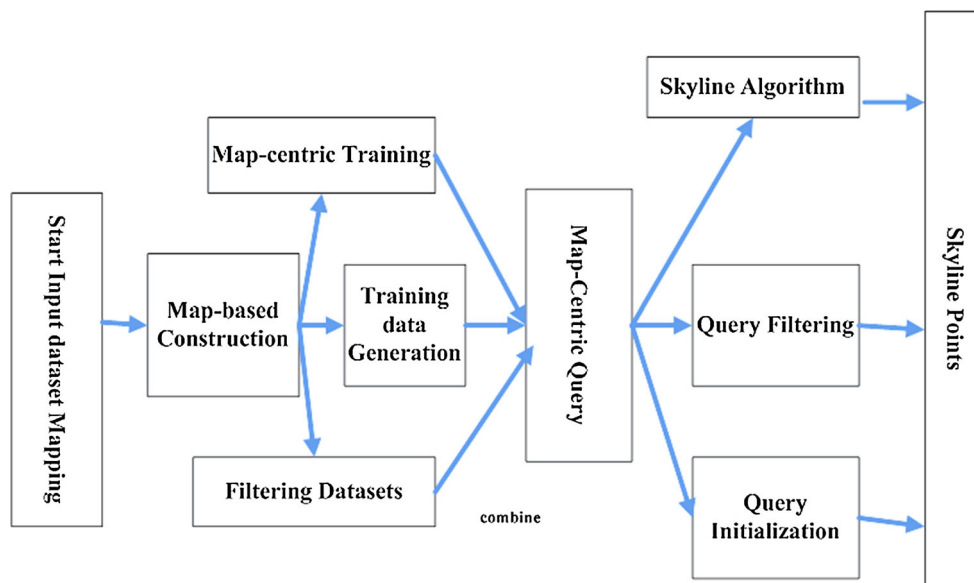 Start Input dataset Mapping
Map-based
Construction
Map-centric Training
Training
data
Generation
Filtering Datasets
combine
Map-Centric Query
Skyline Algorithm
Query Filtering
Query
Initialization
Skyline Points